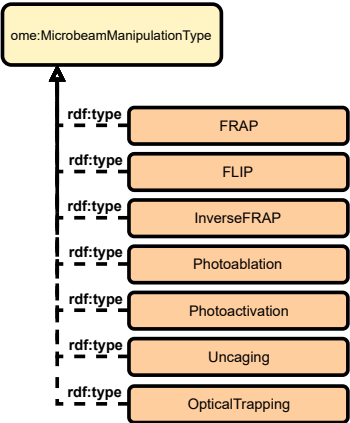 ome:MicrobeamManipulationType
rdf:type
FRAP
rdf:type
FLIP
rdf:type
InverseFRAP
rdf:type
Photoablation
rdf:type
Photoactivation
rdf:type
Uncaging
rdf:type
OpticalTrapping